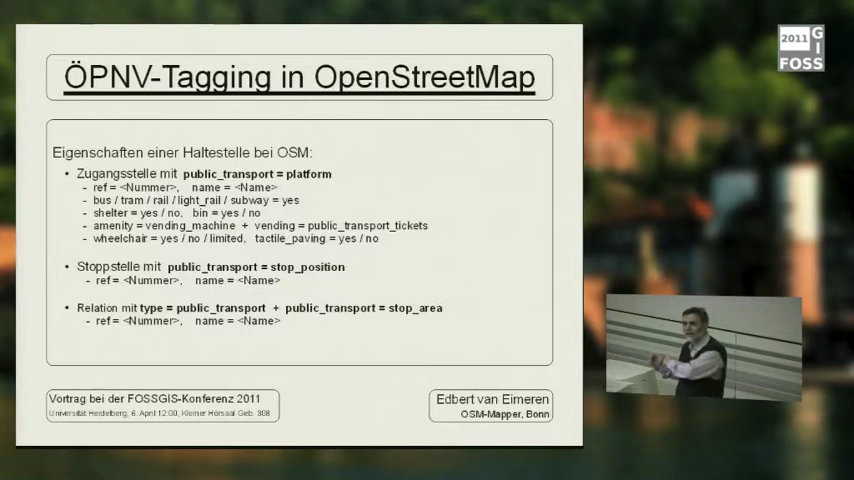 ÖPNV-Tagging in OpenStreetMap
Eigenschaften einer Haltestelle bei OSM:
• Zugangsstelle mit public_transport = platform
- ref = <Nummer>, name = <Name>
- bus / tram / rail / light_rail / subway = yes
- shelter = yes / no, bin = yes / no
- amenity = vending_machine + vending = public_transport_tickets
- wheelchair = yes / no / limited, tactile_paving = yes / no
• Stoppstelle mit public_transport = stop_position
- ref = <Nummer>, name = <Name>
• Relation mit type = public_transport + public_transport = stop_area
- ref = <Nummer>, name = <Name>
Vortrag bei der FOSSGIS-Konferenz 2011
Universität Heidelberg, 6. April 12:00, Kleiner Hörsaal Geb. 308
Edbert van Eimeren
OSM-Mapper, Bonn
2011 G
I
FOSS